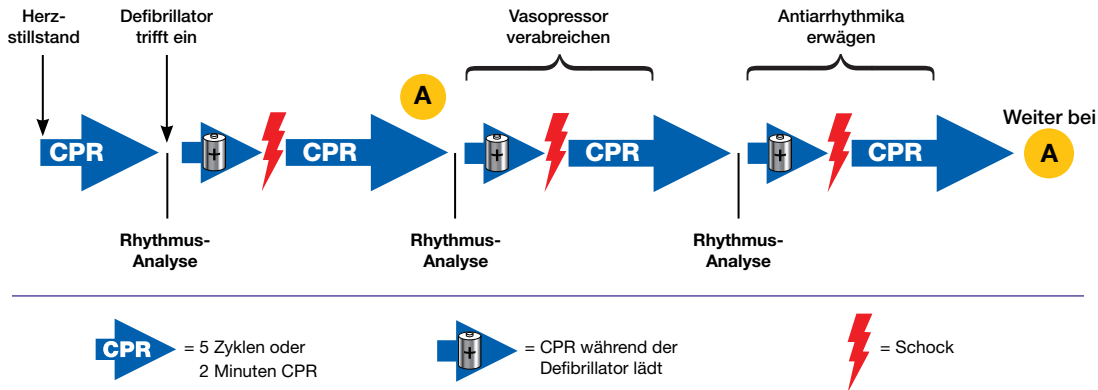 Herz-
stillstand
Defibrillator
trifft ein
Vasopressor
verabreichen
Antiarrhythmika
erwägen
A
Weiter bei
A
CPR
+
CPR
+
CPR
+
CPR
Rhythmus-
Analyse
Rhythmus-
Analyse
Rhythmus-
Analyse
CPR
= 5 Zyklen oder
2 Minuten CPR
+
= CPR während der
Defibrillator lädt
= Schock